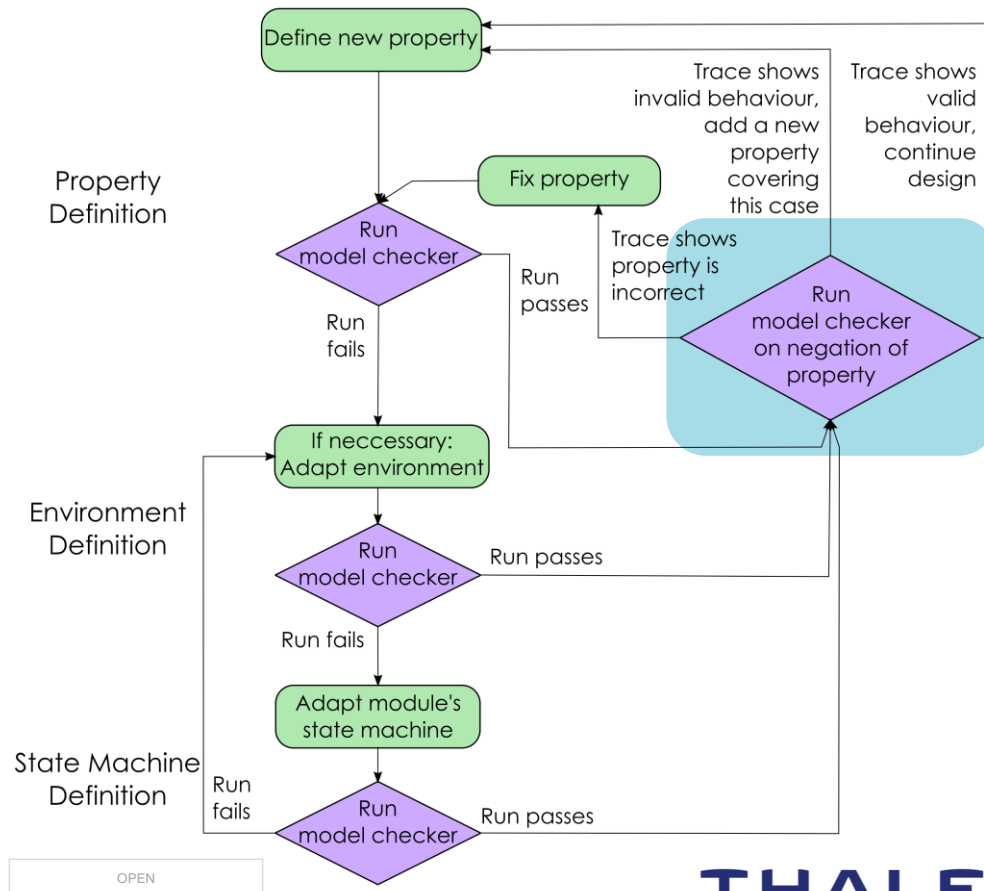 Define new property
Trace shows
invalid behaviour,
add a new
property
covering
this case
Trace shows
valid
behaviour,
continue
design
Property
Definition
Fix property
Run
model checker
Trace shows
property is
incorrect
Run
passes
Run
model checker
on negation of
property
Run
fails
If neccessary:
Adapt environment
Environment
Definition
Run
model checker
Run passes
Run fails
Adapt module's
state machine
State Machine
Definition
Run
fails
Run
model checker
Run passes
OPEN
THALE